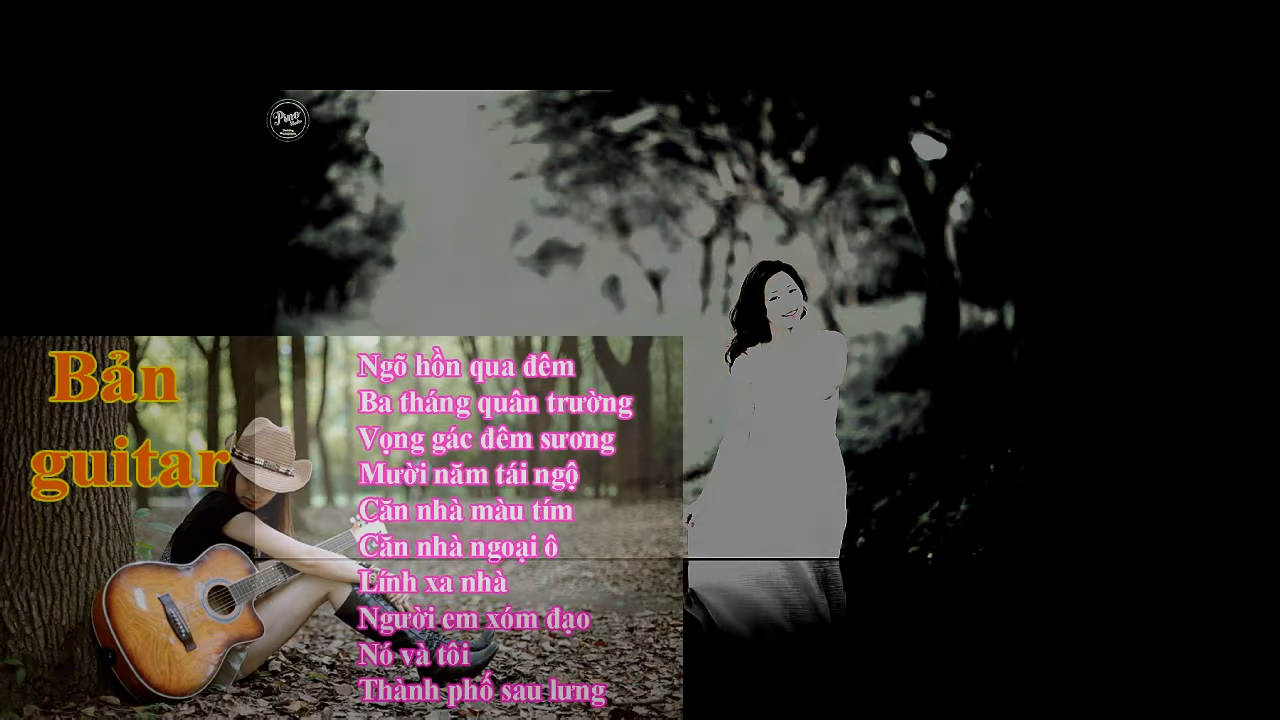 Pino
Bản
guitar
Ngõ hồn qua đêm
Ba tháng quân trường
Vọng gác đêm sương
Mười năm tái ngộ
Căn nhà màu tím
Căn nhà ngoại ô
Lính xa nhà
Người em xóm đạo
Nó và tôi
Thành phố sau lưng